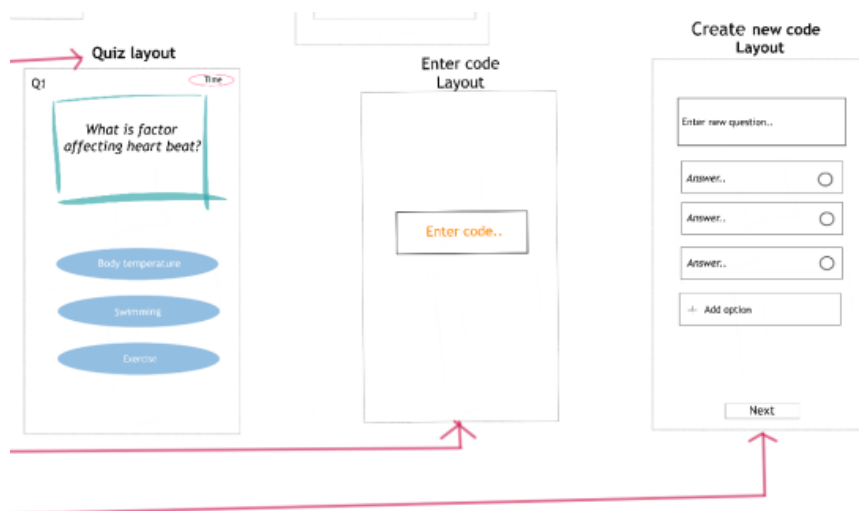 Quiz layout
Q1
Time
What is factor
affecting heart beat?
Body temperature
Swimming
Exercise
Enter code
Layout
Enter code..
Create new code
Layout
Enter new question..
Answer..
Answer..
Answer..
+ Add option
Next